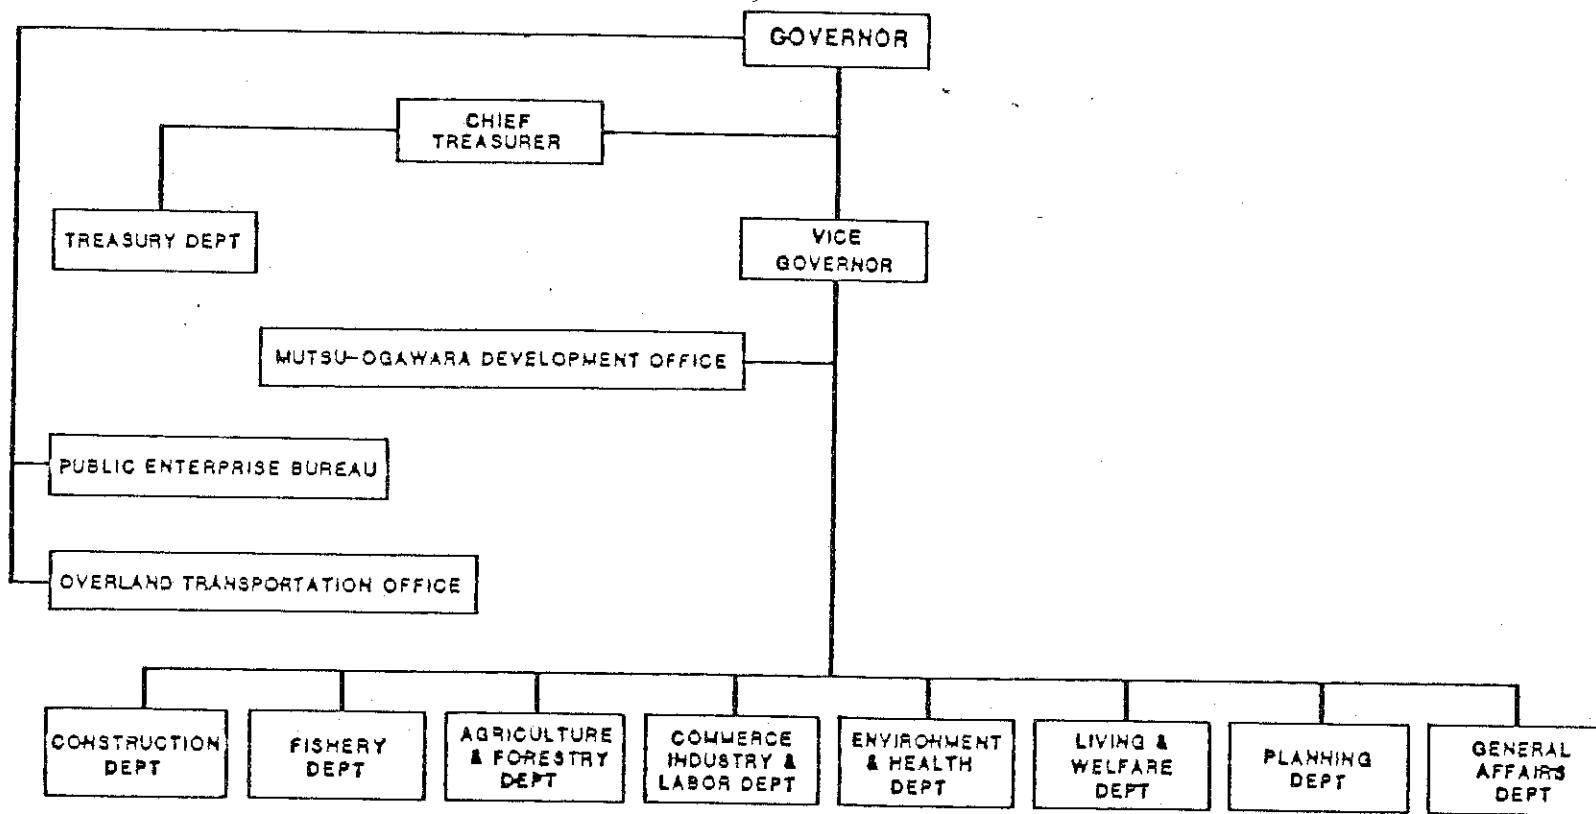 GOVERNOR
CHIEF
TREASURER
TREASURY DEPT
VICE
GOVERNOR
MUTSU-OGAWARA DEVELOPMENT OFFICE
PUBLIC ENTERPRISE BUREAU
OVERLAND TRANSPORTATION OFFICE
CONSTRUCTION
DEPT
FISHERY
DEPT
AGRICULTURE
& FORESTRY
DEPT
COMMERCE
INDUSTRY &
LABOR DEPT
ENVIRONMENT
& HEALTH
DEPT
LIVING &
WELFARE
DEPT
PLANNING
DEPT
GENERAL
AFFAIRS
DEPT